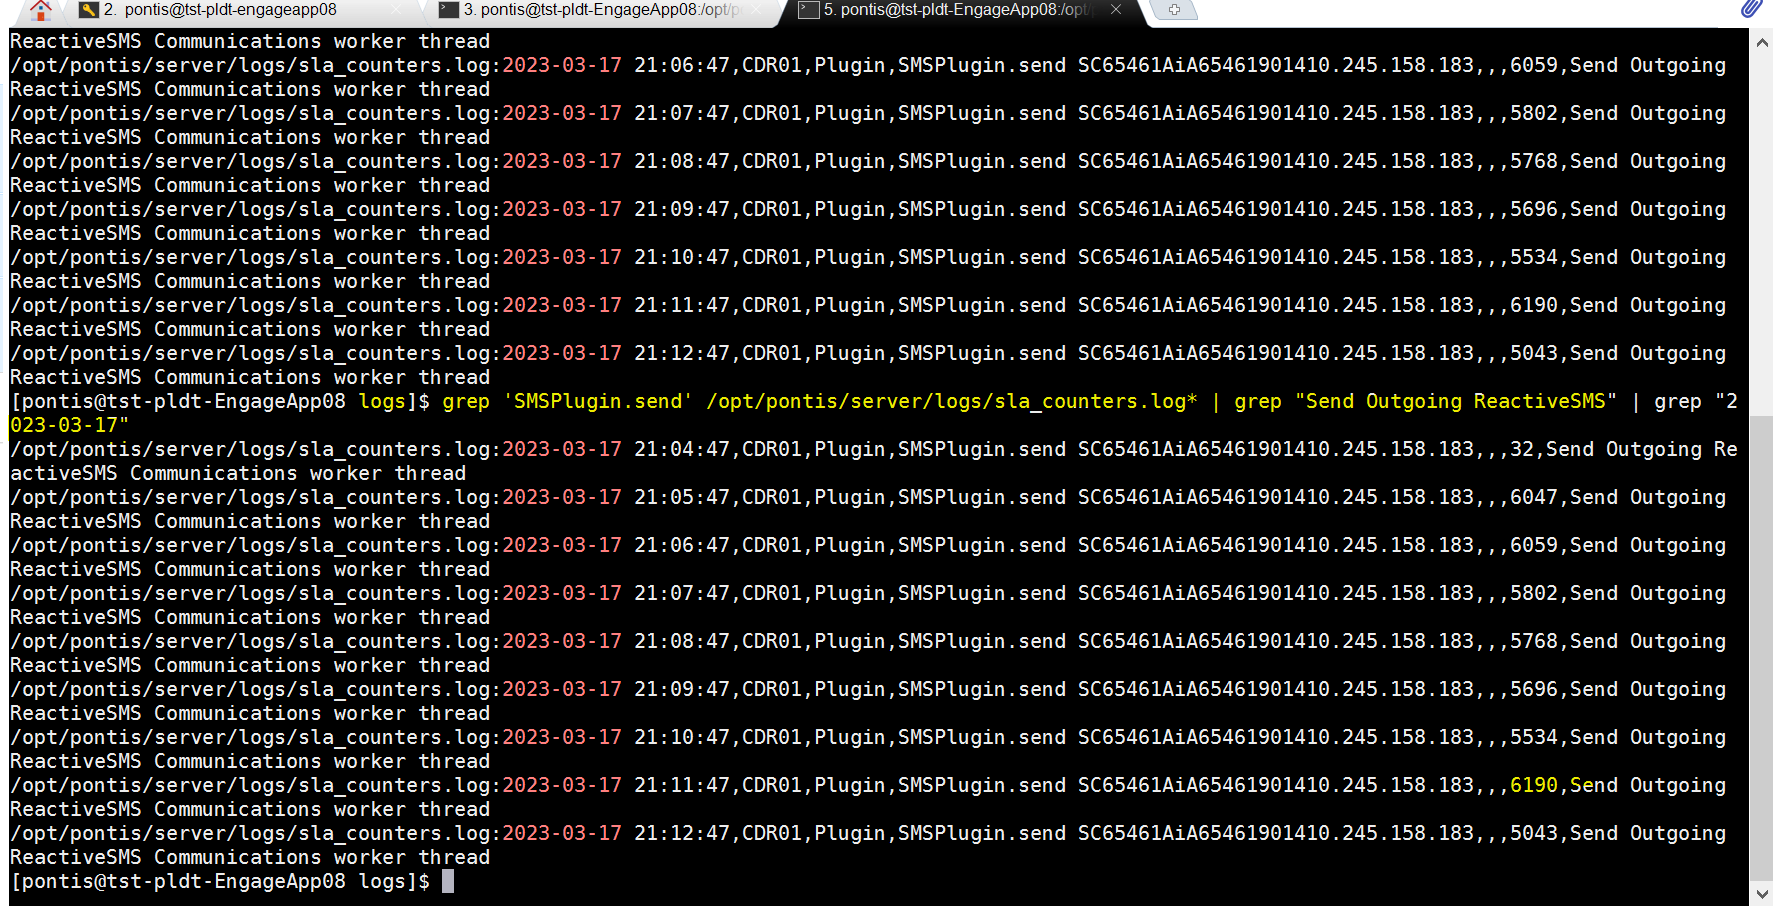 2. pontis@tst-pldt-engageapp08
3. pontis@tst-pldt-EngageApp08:/opt/p
5. pontis@tst-pldt-EngageApp08:/opt/
ReactiveSMS Communications worker thread
/opt/pontis/server/logs/sla_counters.log:2023-03-17 21:06:47,CDR01,Plugin,SMSPlugin.send SC65461AiA65461901410.245.158.183,,,6059,Send Outgoing
ReactiveSMS Communications worker thread
/opt/pontis/server/logs/sla_counters.log:2023-03-17 21:07:47,CDR01,Plugin,SMSPlugin.send SC65461AiA65461901410.245.158.183,,,5802,Send Outgoing
ReactiveSMS Communications worker thread
/opt/pontis/server/logs/sla_counters.log:2023-03-17 21:08:47,CDR01,Plugin,SMSPlugin.send SC65461AiA65461901410.245.158.183,,,5768,Send Outgoing
ReactiveSMS Communications worker thread
/opt/pontis/server/logs/sla_counters.log:2023-03-17 21:09:47,CDR01,Plugin,SMSPlugin.send SC65461AiA65461901410.245.158.183,,,5696,Send Outgoing
ReactiveSMS Communications worker thread
/opt/pontis/server/logs/sla_counters.log:2023-03-17 21:10:47,CDR01,Plugin,SMSPlugin.send SC65461AiA65461901410.245.158.183,,,5534,Send Outgoing
ReactiveSMS Communications worker thread
/opt/pontis/server/logs/sla_counters.log:2023-03-17 21:11:47,CDR01,Plugin,SMSPlugin.send SC65461AiA65461901410.245.158.183,,,6190,Send Outgoing
ReactiveSMS Communications worker thread
/opt/pontis/server/logs/sla_counters.log:2023-03-17 21:12:47,CDR01,Plugin,SMSPlugin.send SC65461AiA65461901410.245.158.183,,,5043,Send Outgoing
ReactiveSMS Communications worker thread
[pontis@tst-pldt-EngageApp08 logs]$ grep 'SMSPlugin.send' /opt/pontis/server/logs/sla_counters.log* | grep "Send Outgoing ReactiveSMS" | grep "2
023-03-17"
/opt/pontis/server/logs/sla_counters.log:2023-03-17 21:04:47,CDR01,Plugin,SMSPlugin.send SC65461AiA65461901410.245.158.183,,,32,Send Outgoing Re
activeSMS Communications worker thread
/opt/pontis/server/logs/sla_counters.log:2023-03-17 21:05:47,CDR01,Plugin,SMSPlugin.send SC65461AiA65461901410.245.158.183,,,6047,Send Outgoing
ReactiveSMS Communications worker thread
/opt/pontis/server/logs/sla_counters.log:2023-03-17 21:06:47,CDR01,Plugin,SMSPlugin.send SC65461AiA65461901410.245.158.183,,,6059,Send Outgoing
ReactiveSMS Communications worker thread
/opt/pontis/server/logs/sla_counters.log:2023-03-17 21:07:47,CDR01,Plugin,SMSPlugin.send SC65461AiA65461901410.245.158.183,,,5802,Send Outgoing
ReactiveSMS Communications worker thread
/opt/pontis/server/logs/sla_counters.log:2023-03-17 21:08:47,CDR01,Plugin,SMSPlugin.send SC65461AiA65461901410.245.158.183,,,5768,Send Outgoing
ReactiveSMS Communications worker thread
/opt/pontis/server/logs/sla_counters.log:2023-03-17 21:09:47,CDR01,Plugin,SMSPlugin.send SC65461AiA65461901410.245.158.183,,,5696,Send Outgoing
ReactiveSMS Communications worker thread
/opt/pontis/server/logs/sla_counters.log:2023-03-17 21:10:47,CDR01,Plugin,SMSPlugin.send SC65461AiA65461901410.245.158.183,,,5534,Send Outgoing
ReactiveSMS Communications worker thread
/opt/pontis/server/logs/sla_counters.log:2023-03-17 21:11:47,CDR01,Plugin,SMSPlugin.send SC65461AiA65461901410.245.158.183,,,6190,Send Outgoing
ReactiveSMS Communications worker thread
/opt/pontis/server/logs/sla_counters.log:2023-03-17 21:12:47,CDR01,Plugin,SMSPlugin.send SC65461AiA65461901410.245.158.183,,,5043,Send Outgoing
ReactiveSMS Communications worker thread
[pontis@tst-pldt-EngageApp08 logs]$